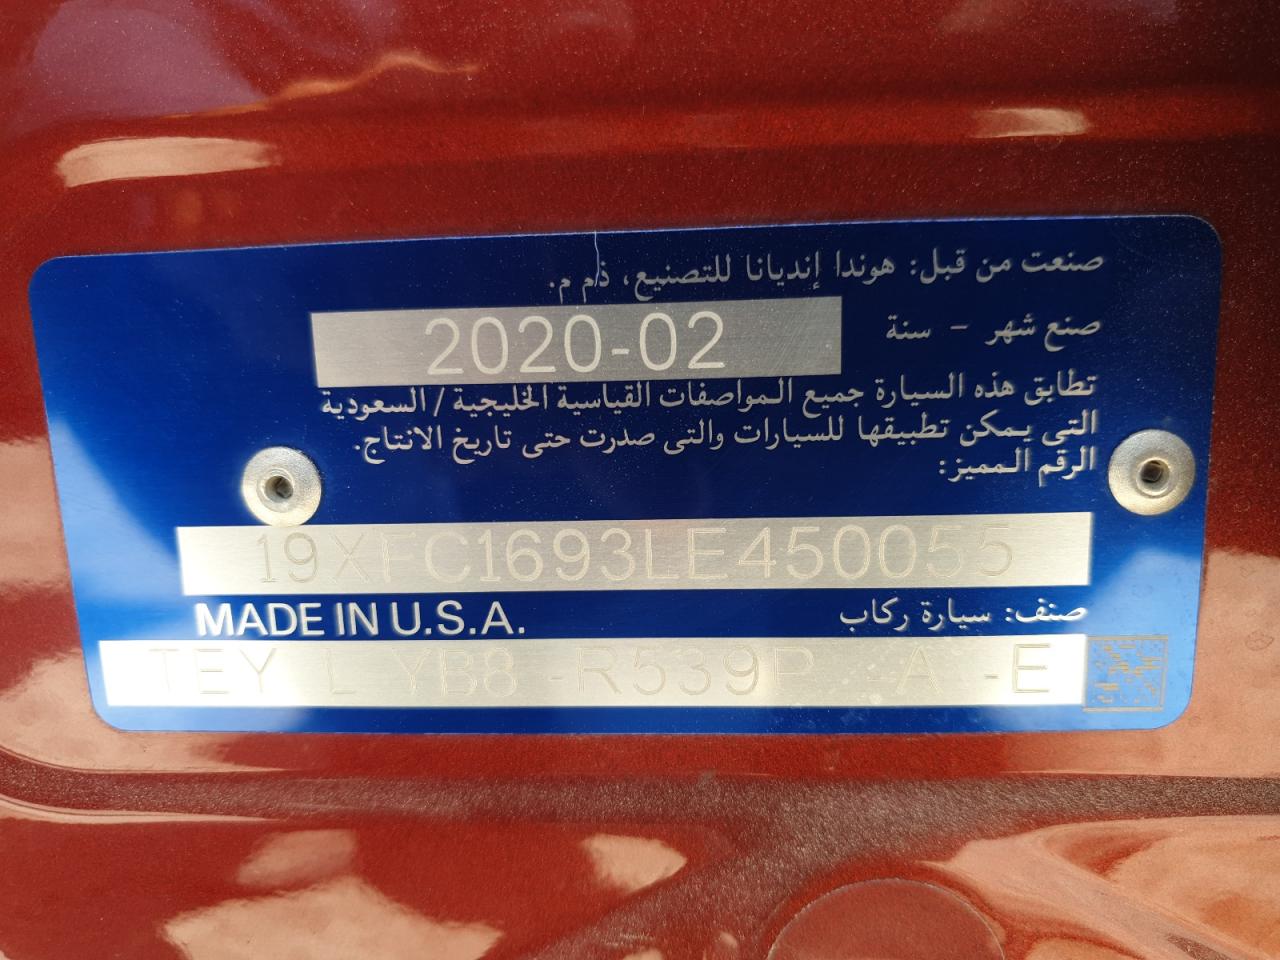 صنعت من قبل: هوندا إنديانا للتصنيع، ذم م.
صنع شهر - سنة 2020-02
تطابق هذه السيارة جميع المواصفات القياسية الخليجية / السعودية
التى يمكن تطبيقها للسيارات والتى صدرت حتى تاريخ الانتاج.
الرقم المميز:
19XFC1693LE450055
صنف: سيارة ركاب MADE IN U.S.A.
TEY L YB8 -R539P -A -E